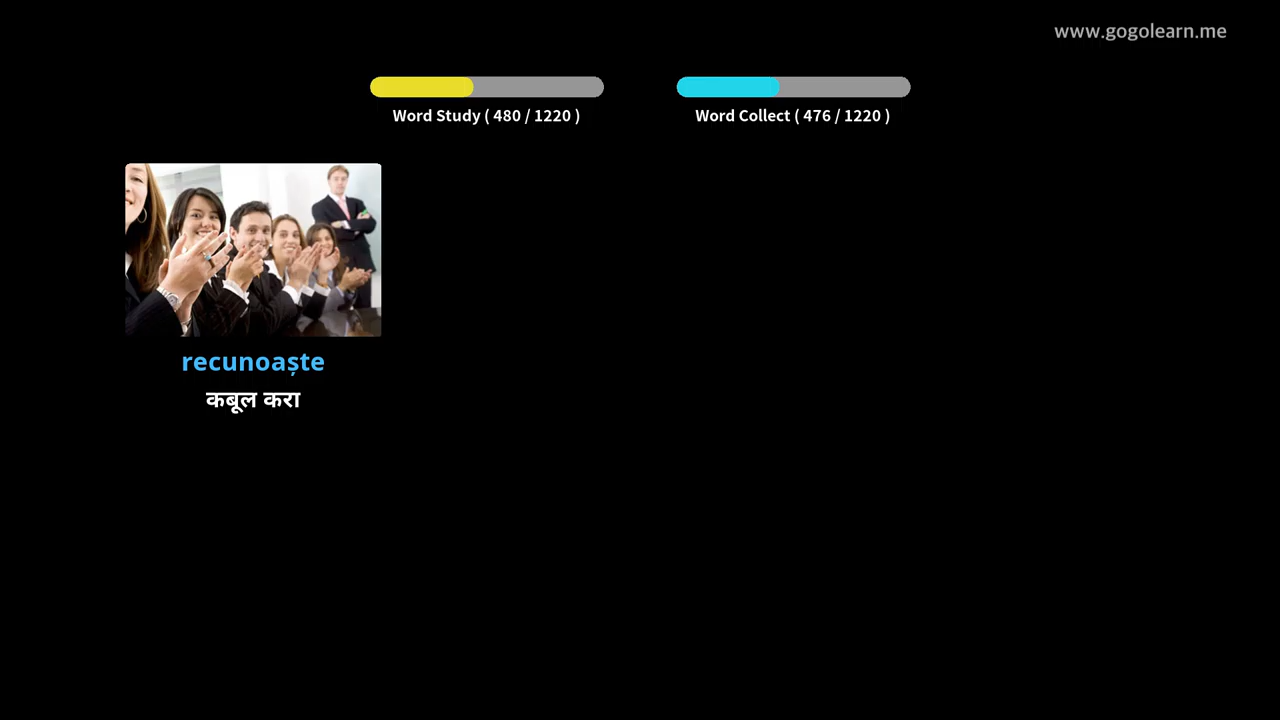 www.gogolearn.me
Word Study ( 480 / 1220 )
Word Collect ( 476 / 1220 )
recunoaște
कबूल करा